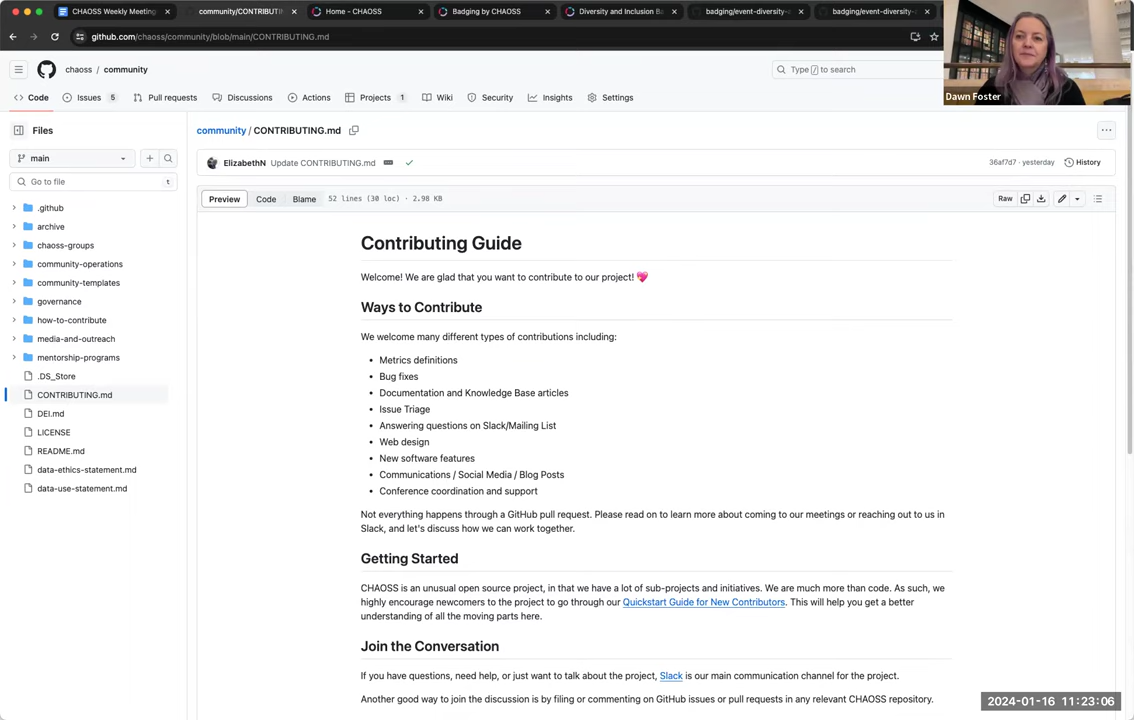 CHAOSS Weekly Meeting
community/CONTRIBUTI
Home - CHAOSS
Badging by CHAOSS
Diversity and Inclusion Ba
badging/event-diversity-
badging/event-diversity-
github.com/chaoss/community/blob/main/CONTRIBUTING.md
chaoss / community
Type / to search
Dawn Foster
Code
Issues 5
Pull requests
Discussions
Actions
Projects 1
Wiki
Security
Insights
Settings
Files
main
Go to file
t
.github
archive
chaoss-groups
community-operations
community-templates
governance
how-to-contribute
media-and-outreach
mentorship-programs
.DS_Store
CONTRIBUTING.md
DEI.md
LICENSE
README.md
data-ethics-statement.md
data-use-statement.md
community / CONTRIBUTING.md
ElizabethN Update CONTRIBUTING.md
36af7d7 · yesterday
History
Preview
Code
Blame
52 lines (30 loc) · 2.98 KB
Raw
Contributing Guide
Welcome! We are glad that you want to contribute to our project! 💖
Ways to Contribute
We welcome many different types of contributions including:
• Metrics definitions
• Bug fixes
• Documentation and Knowledge Base articles
• Issue Triage
• Answering questions on Slack/Mailing List
• Web design
• New software features
• Communications / Social Media / Blog Posts
• Conference coordination and support
Not everything happens through a GitHub pull request. Please read on to learn more about coming to our meetings or reaching out to us in
Slack, and let's discuss how we can work together.
Getting Started
CHAOSS is an unusual open source project, in that we have a lot of sub-projects and initiatives. We are much more than code. As such, we
highly encourage newcomers to the project to go through our Quickstart Guide for New Contributors. This will help you get a better
understanding of all the moving parts here.
Join the Conversation
If you have questions, need help, or just want to talk about the project, Slack is our main communication channel for the project.
Another good way to join the discussion is by filing or commenting on GitHub issues or pull requests in any relevant CHAOSS repository.
2024-01-16 11:23:06